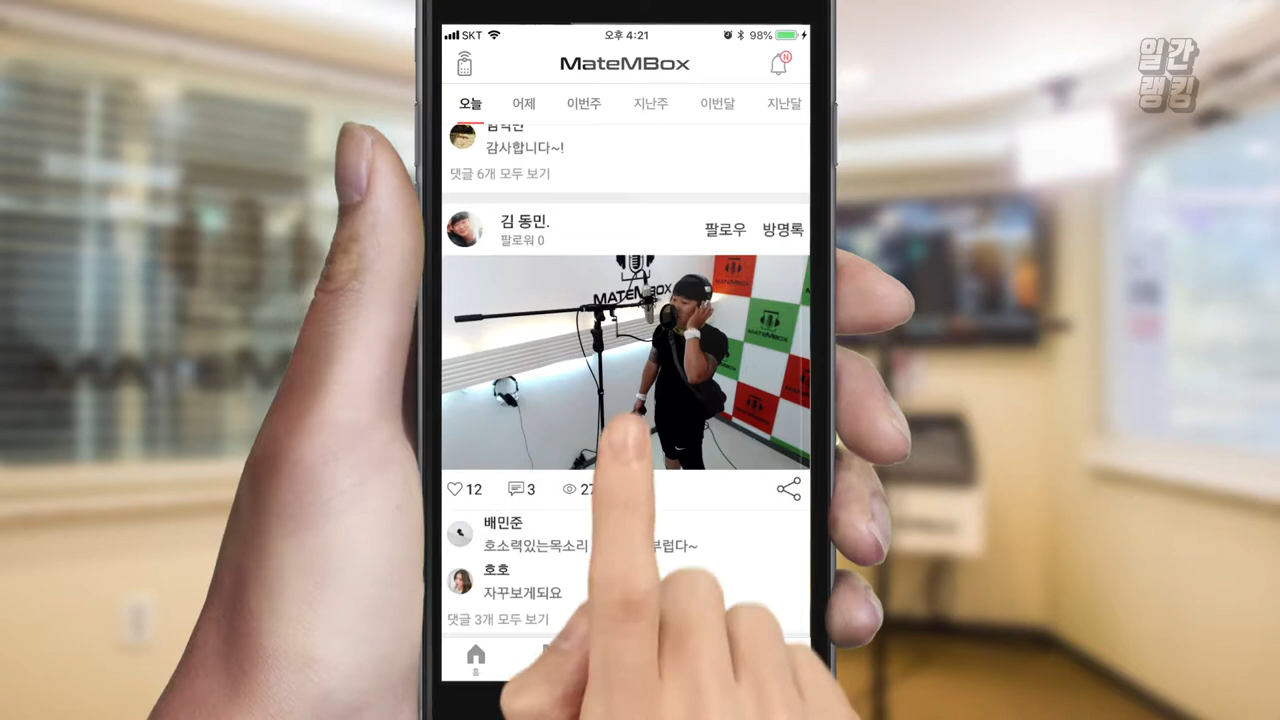 SKT 오후 4:21 98%
MateMBox
N
일간
랭킹
오늘 어제 이번주 지난주 이번달 지난달
감사합니다~!
댓글 6개 모두 보기
김 동민.
팔로워 0
팔로우 방명록
MATEMBOX
MATEMBOX
12 3 27
배민준
호소력있는목소리 부럽다~
호호
자꾸보게되요
댓글 3개 모두 보기
홈